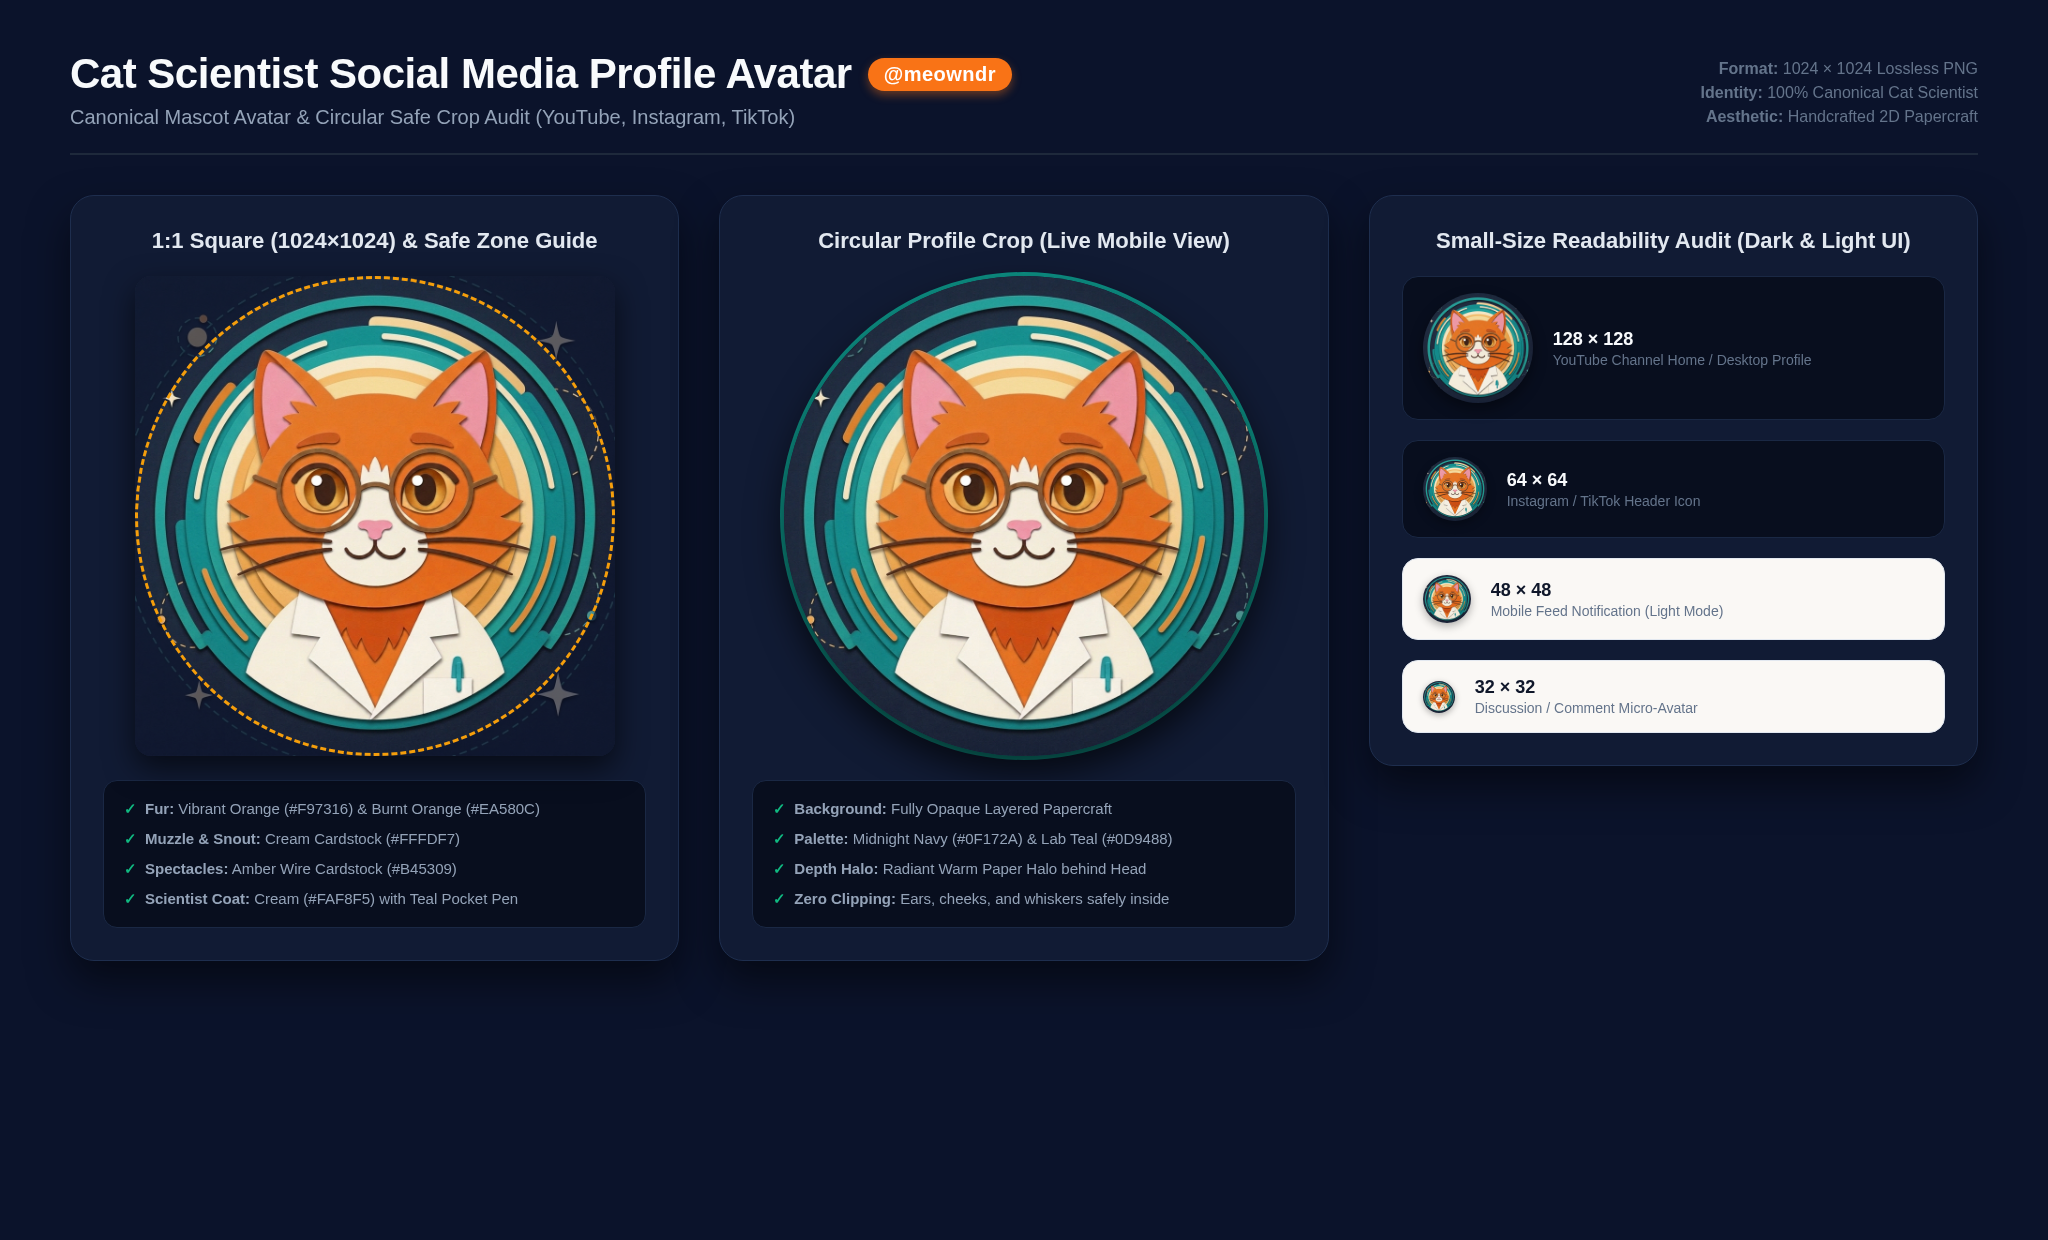 Cat Scientist Social Media Profile Avatar @meowndr
Canonical Mascot Avatar & Circular Safe Crop Audit (YouTube, Instagram, TikTok)
Format: 1024 × 1024 Lossless PNG
Identity: 100% Canonical Cat Scientist
Aesthetic: Handcrafted 2D Papercraft
1:1 Square (1024×1024) & Safe Zone Guide
✓ Fur: Vibrant Orange (#F97316) & Burnt Orange (#EA580C)
✓ Muzzle & Snout: Cream Cardstock (#FFFDF7)
✓ Spectacles: Amber Wire Cardstock (#B45309)
✓ Scientist Coat: Cream (#FAF8F5) with Teal Pocket Pen
Circular Profile Crop (Live Mobile View)
✓ Background: Fully Opaque Layered Papercraft
✓ Palette: Midnight Navy (#0F172A) & Lab Teal (#0D9488)
✓ Depth Halo: Radiant Warm Paper Halo behind Head
✓ Zero Clipping: Ears, cheeks, and whiskers safely inside
Small-Size Readability Audit (Dark & Light UI)
128 × 128
YouTube Channel Home / Desktop Profile
64 × 64
Instagram / TikTok Header Icon
48 × 48
Mobile Feed Notification (Light Mode)
32 × 32
Discussion / Comment Micro-Avatar